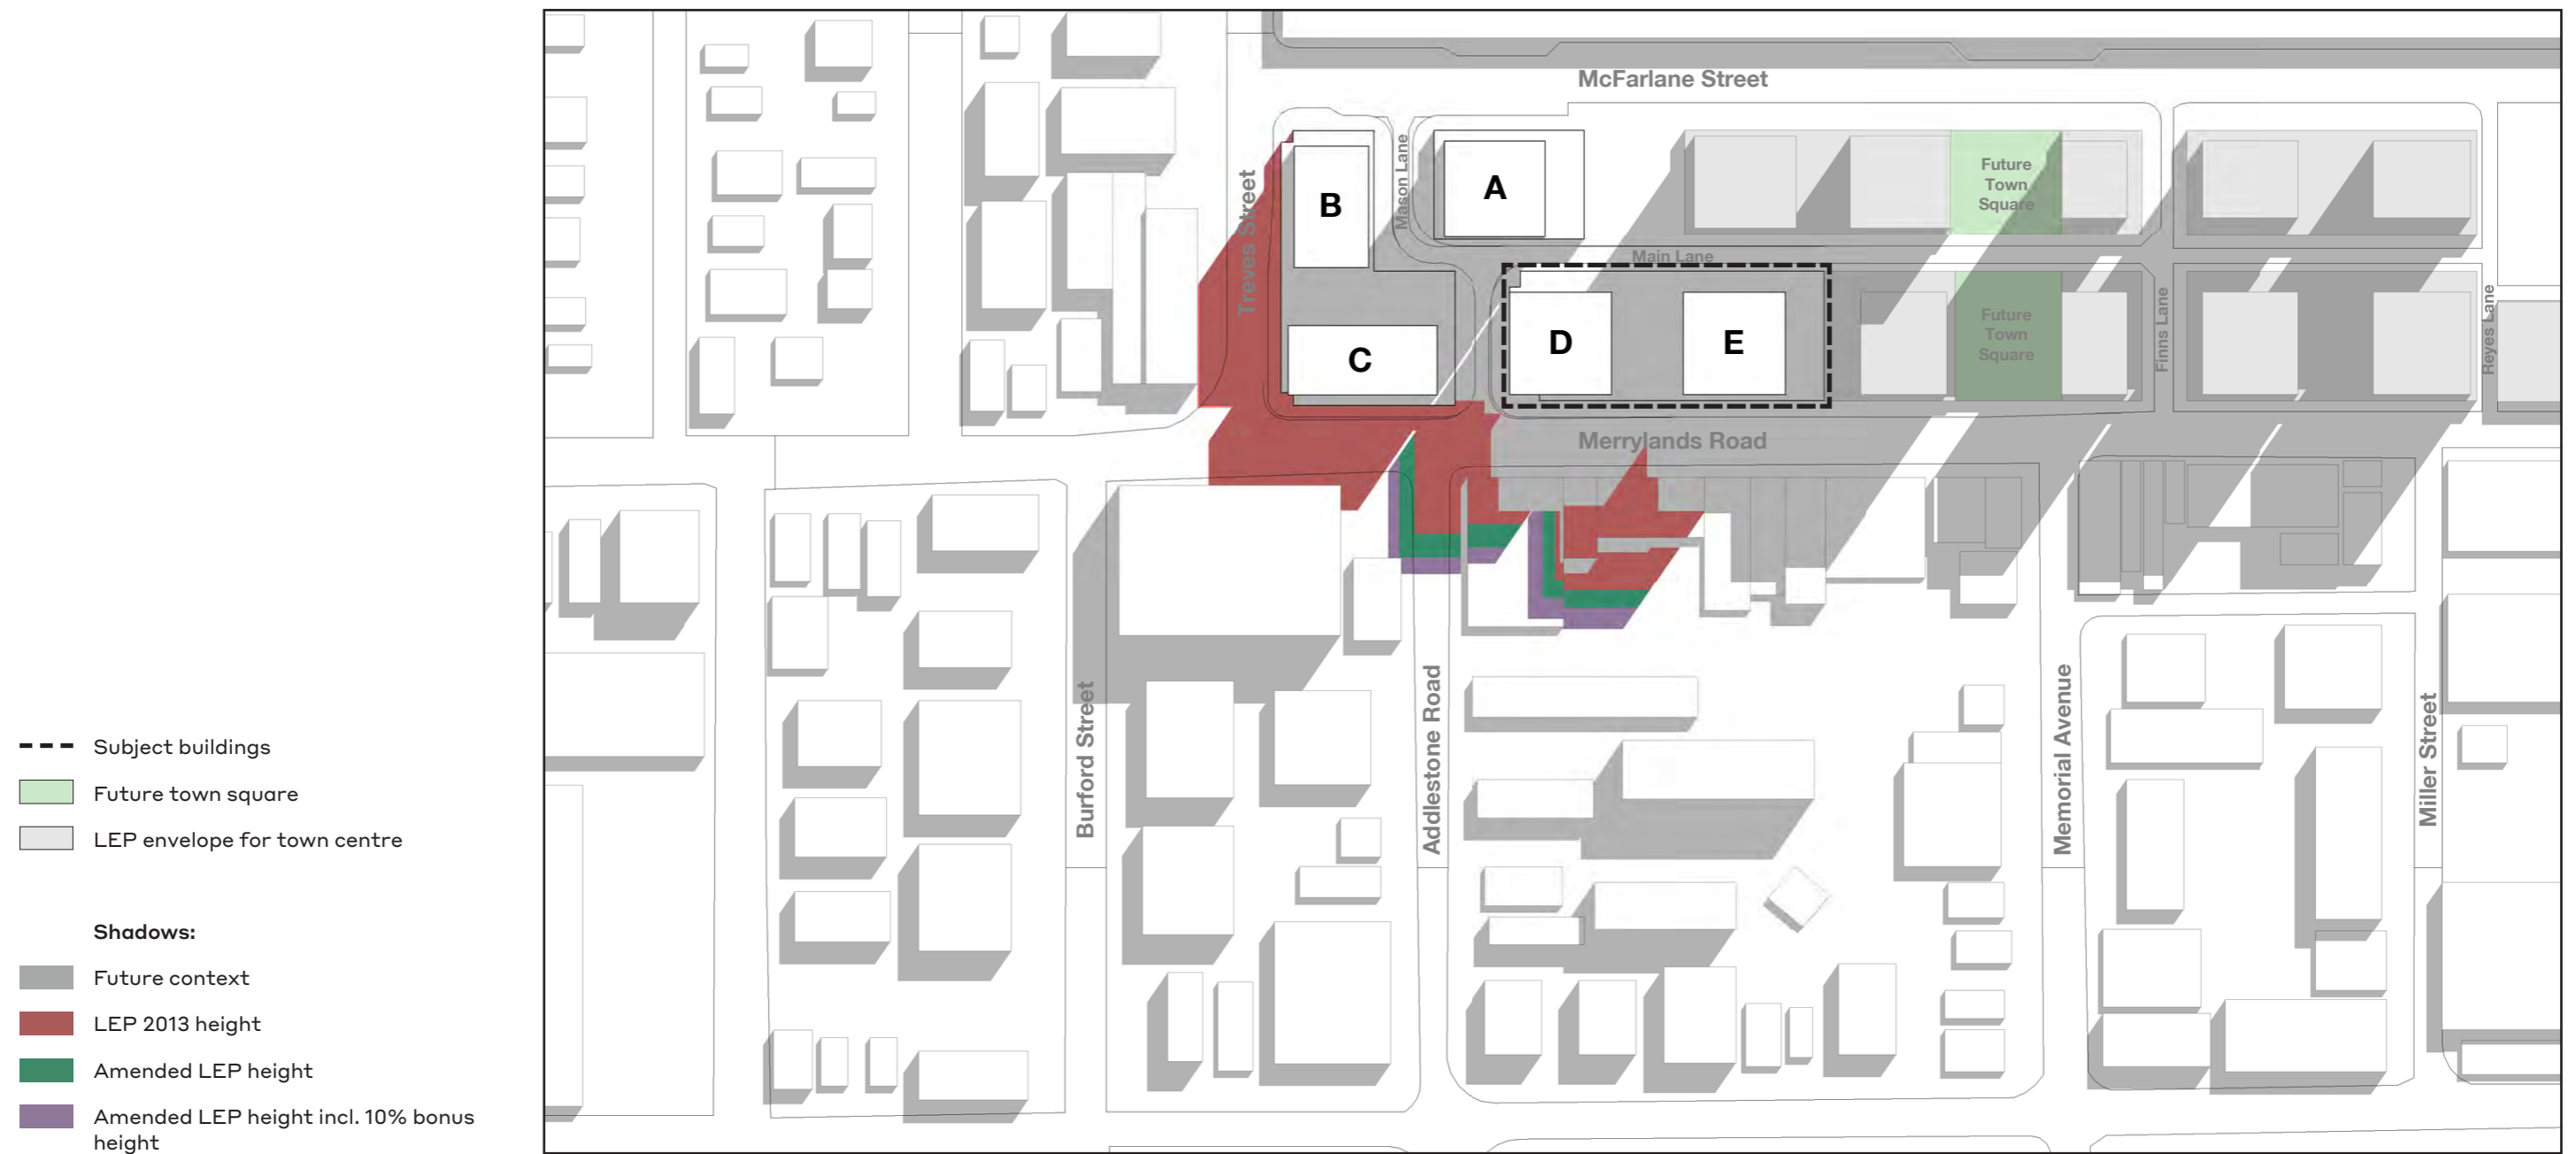 McFarlane Street
Treves Street
B
Mason Lane
A
Future
Town
Square
Main Lane
C
D
E
Future
Town
Square
Finns Lane
Reyes Lane
Merrylands Road
Burford Street
Addlestone Road
Memorial Avenue
Miller Street
Subject buildings
Future town square
LEP envelope for town centre
Shadows:
Future context
LEP 2013 height
Amended LEP height
Amended LEP height incl. 10% bonus
height